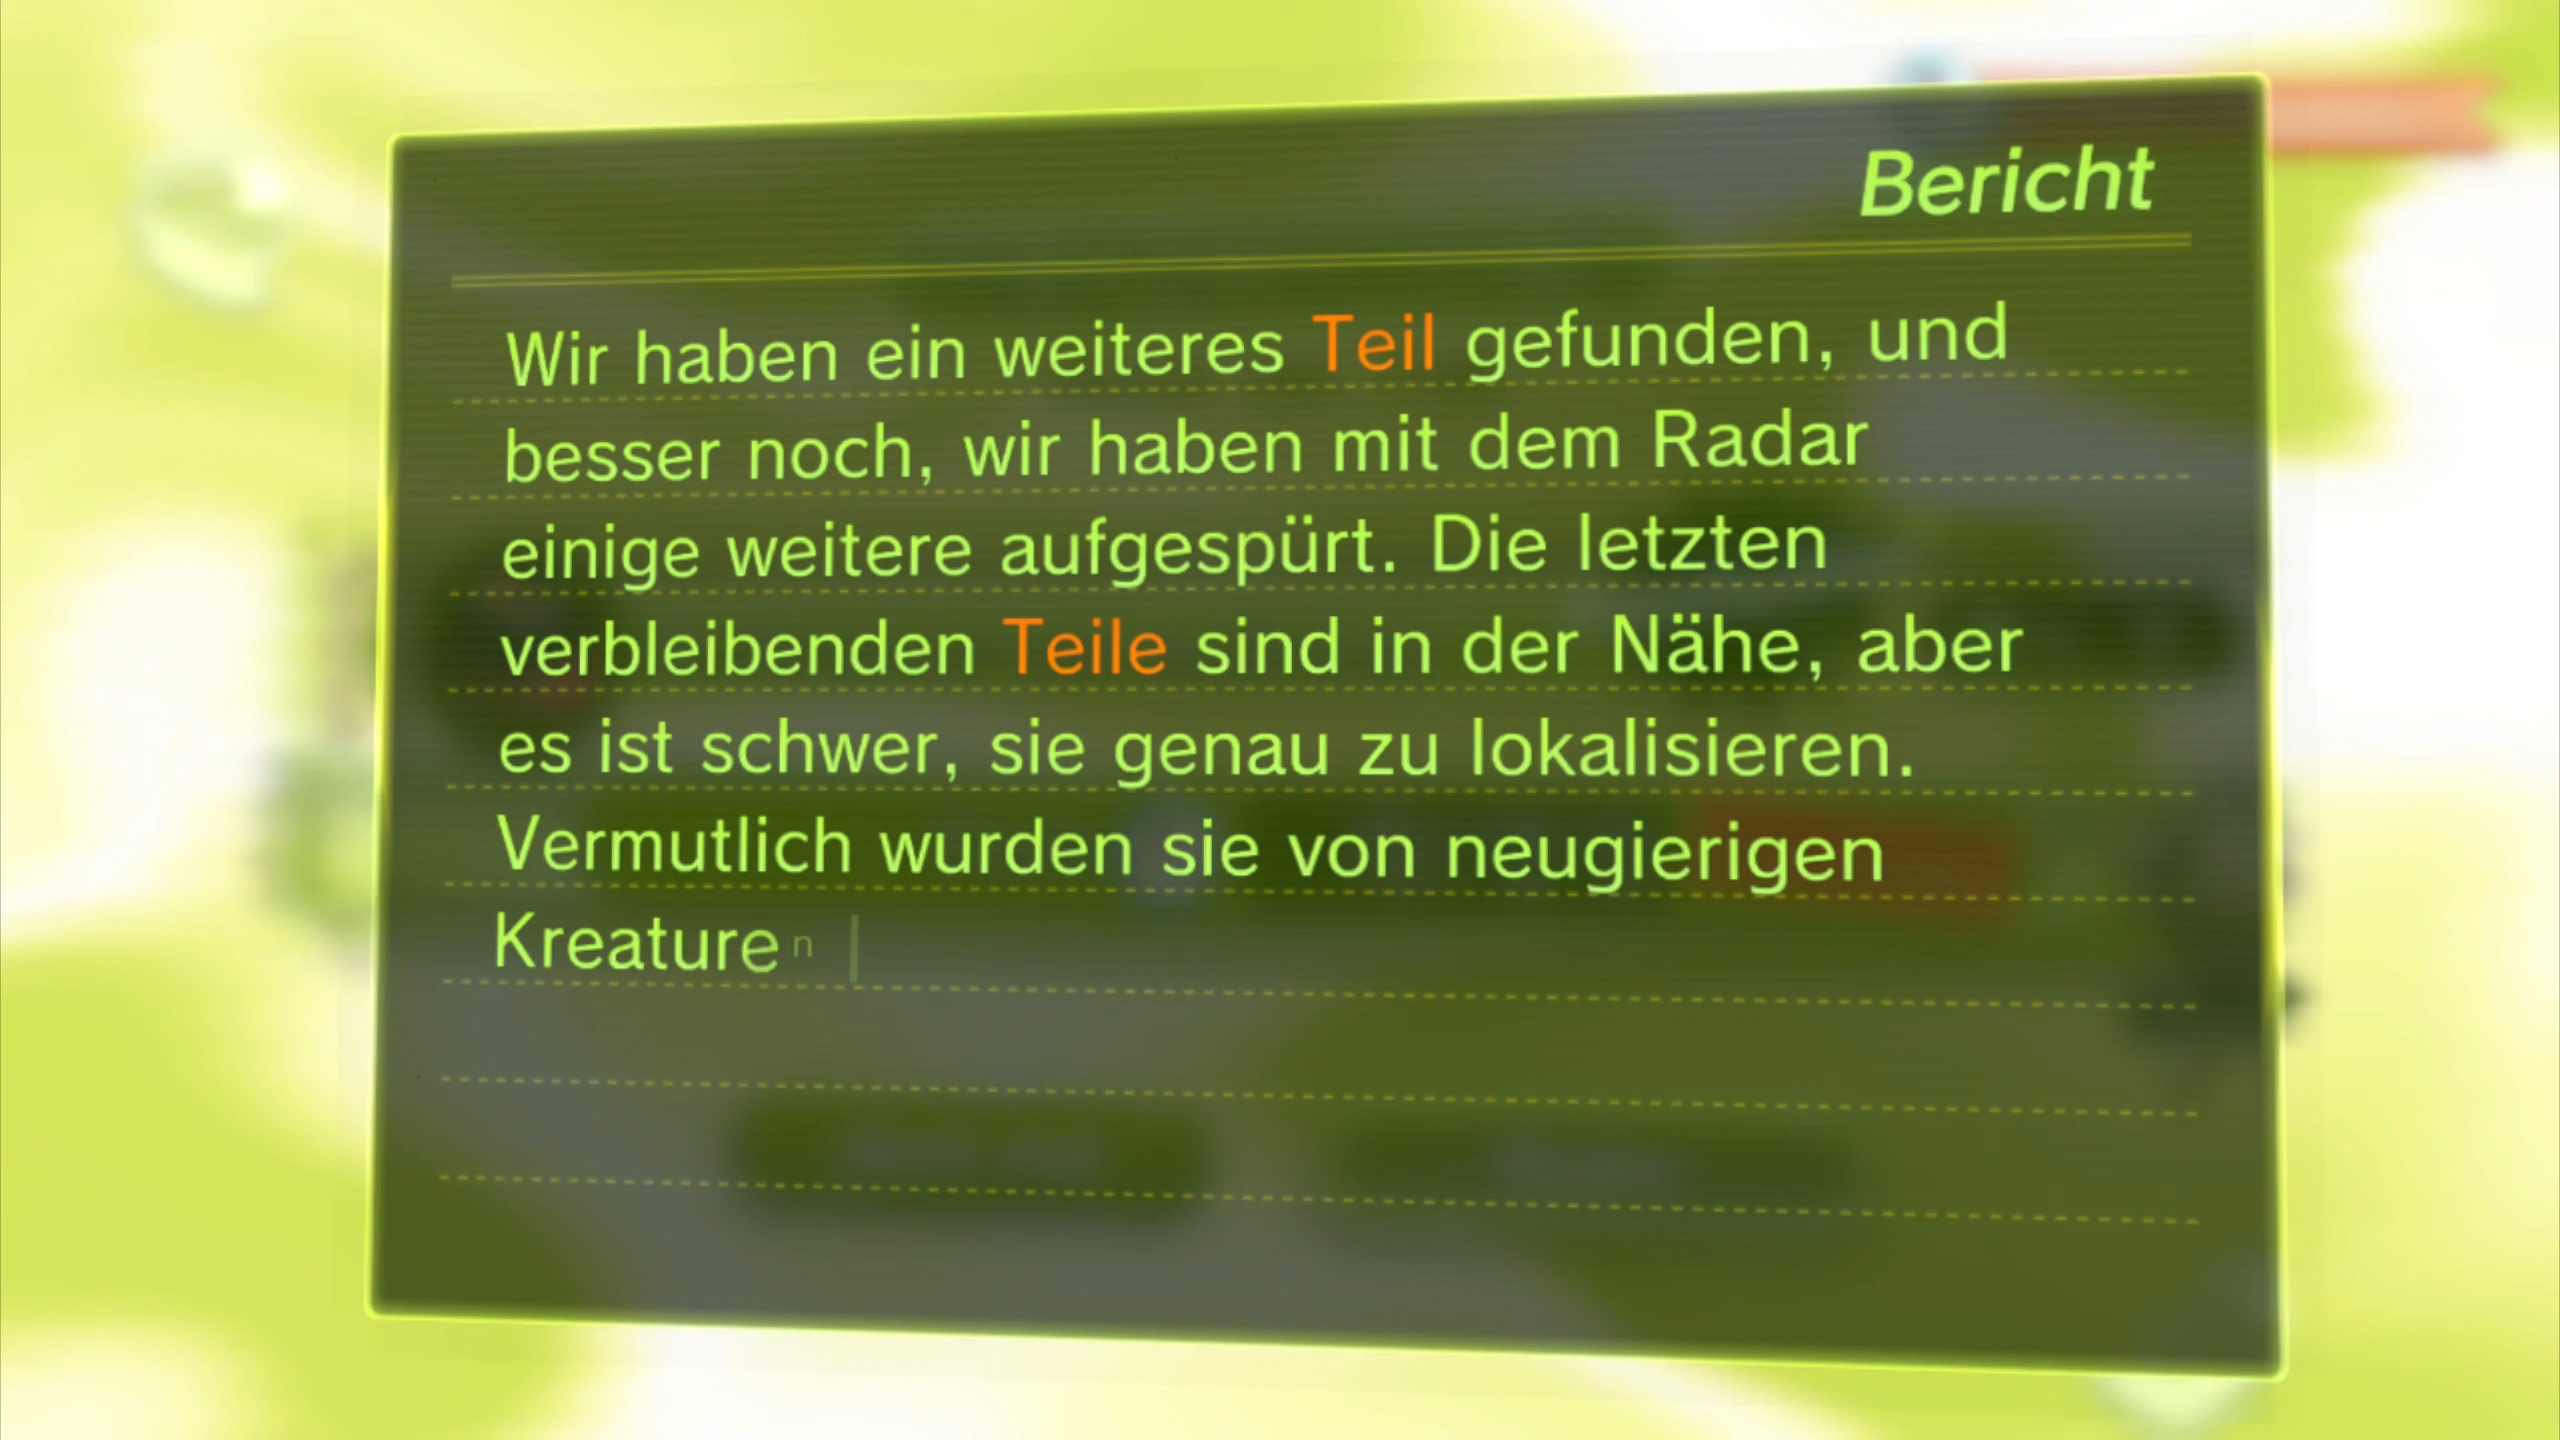 Bericht
Wir haben ein weiteres Teil gefunden, und
besser noch, wir haben mit dem Radar
einige weitere aufgespürt. Die letzten
verbleibenden Teile sind in der Nähe, aber
es ist schwer, sie genau zu lokalisieren.
Vermutlich wurden sie von neugierigen
Kreaturen